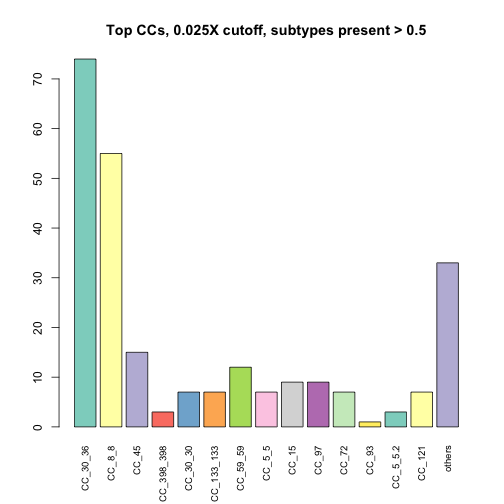 Top CCs, 0.025X cutoff, subtypes present > 0.5
70
60
50
40
30
20
10
0
CC_30_36
CC_8_8
CC_45
CC_398_398
CC_30_30
CC_133_133
CC_59_59
CC_5_5
CC_15
CC_97
CC_72
CC_93
CC_5_5.2
CC_121
others